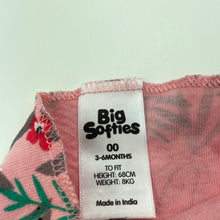 Big
Softies
00
3-6MONTHS
TO FIT
HEIGHT: 68CM
WEIGHT: 8KG
Made in India